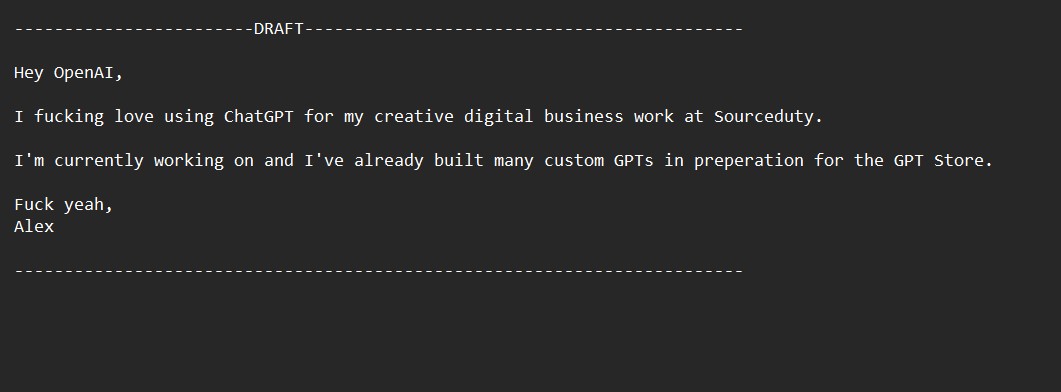 ------------------------DRAFT--------------------------------------------
Hey OpenAI,
I fucking love using ChatGPT for my creative digital business work at Sourceduty.
I'm currently working on and I've already built many custom GPTs in preperation for the GPT Store.
Fuck yeah,
Alex
-------------------------------------------------------------------------